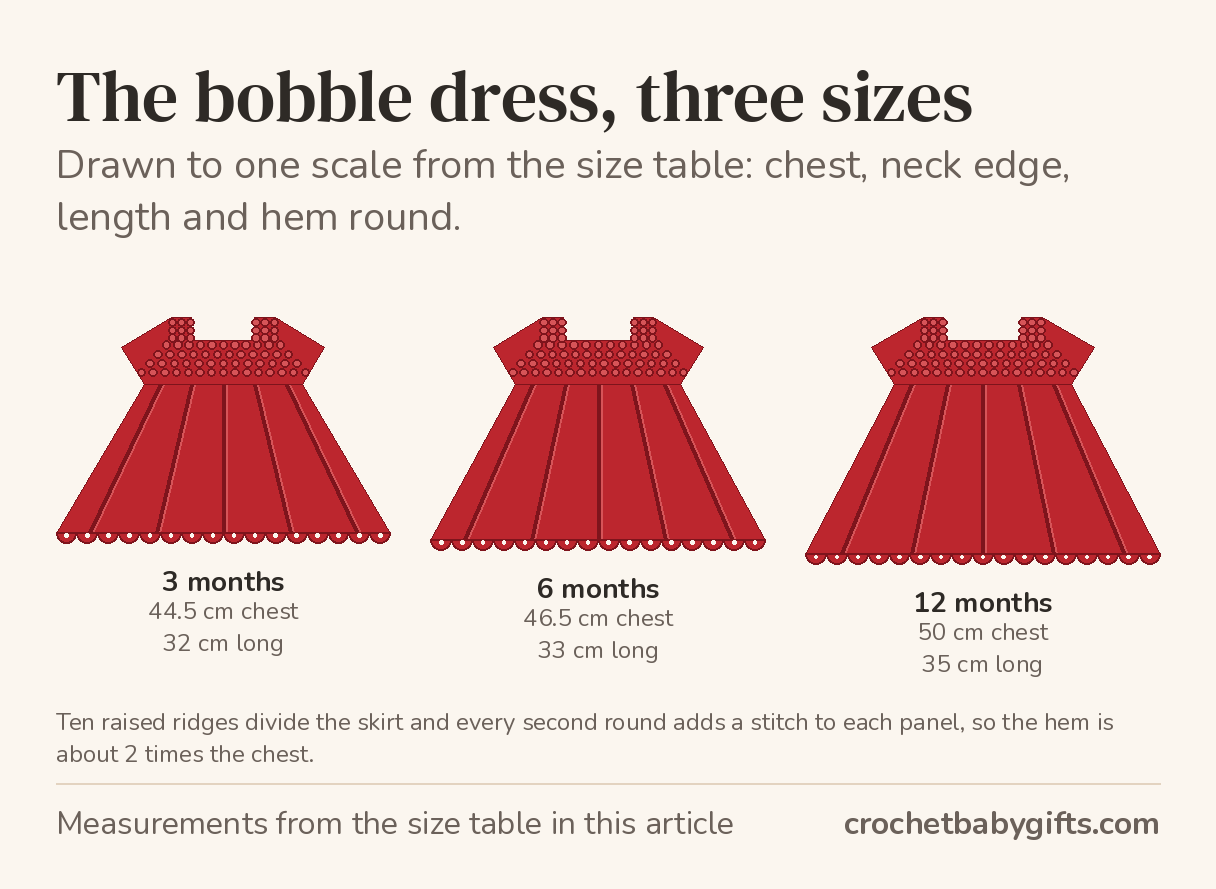 The bobble dress, three sizes
Drawn to one scale from the size table: chest, neck edge,
length and hem round.
3 months
44.5 cm chest
32 cm long
6 months
46.5 cm chest
33 cm long
12 months
50 cm chest
35 cm long
Ten raised ridges divide the skirt and every second round adds a stitch to each panel, so the hem is
about 2 times the chest.
Measurements from the size table in this article
crochetbabygifts.com